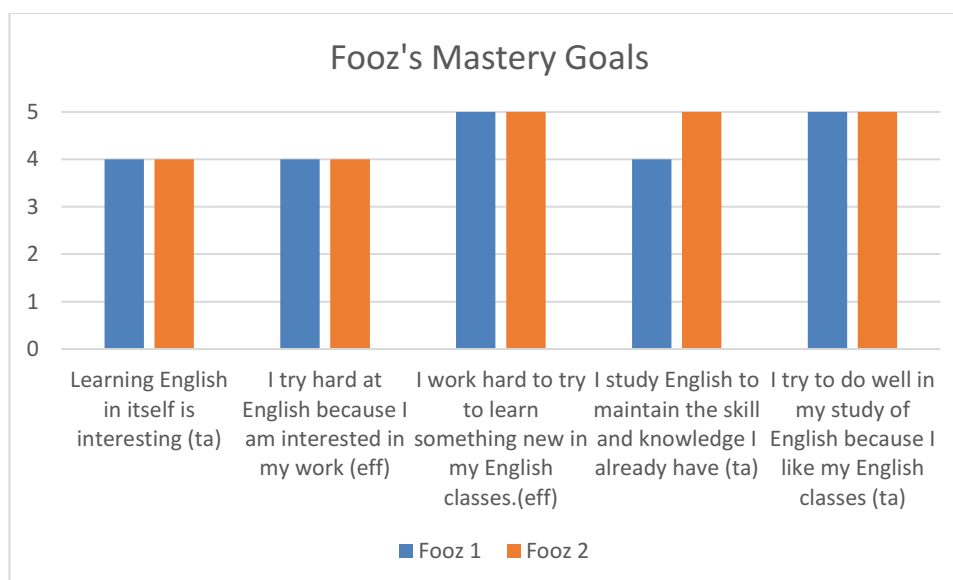 Fooz's Mastery Goals
5
4
3
2
1
0
Learning English
in itself is
interesting (ta)
I try hard at
English because I
am interested in
my work (eff)
I work hard to try
to learn
something new in
my English
classes.(eff)
I study English to
maintain the skill
and knowledge I
already have (ta)
I try to do well in
my study of
English because I
like my English
classes (ta)
Fooz 1
Fooz 2